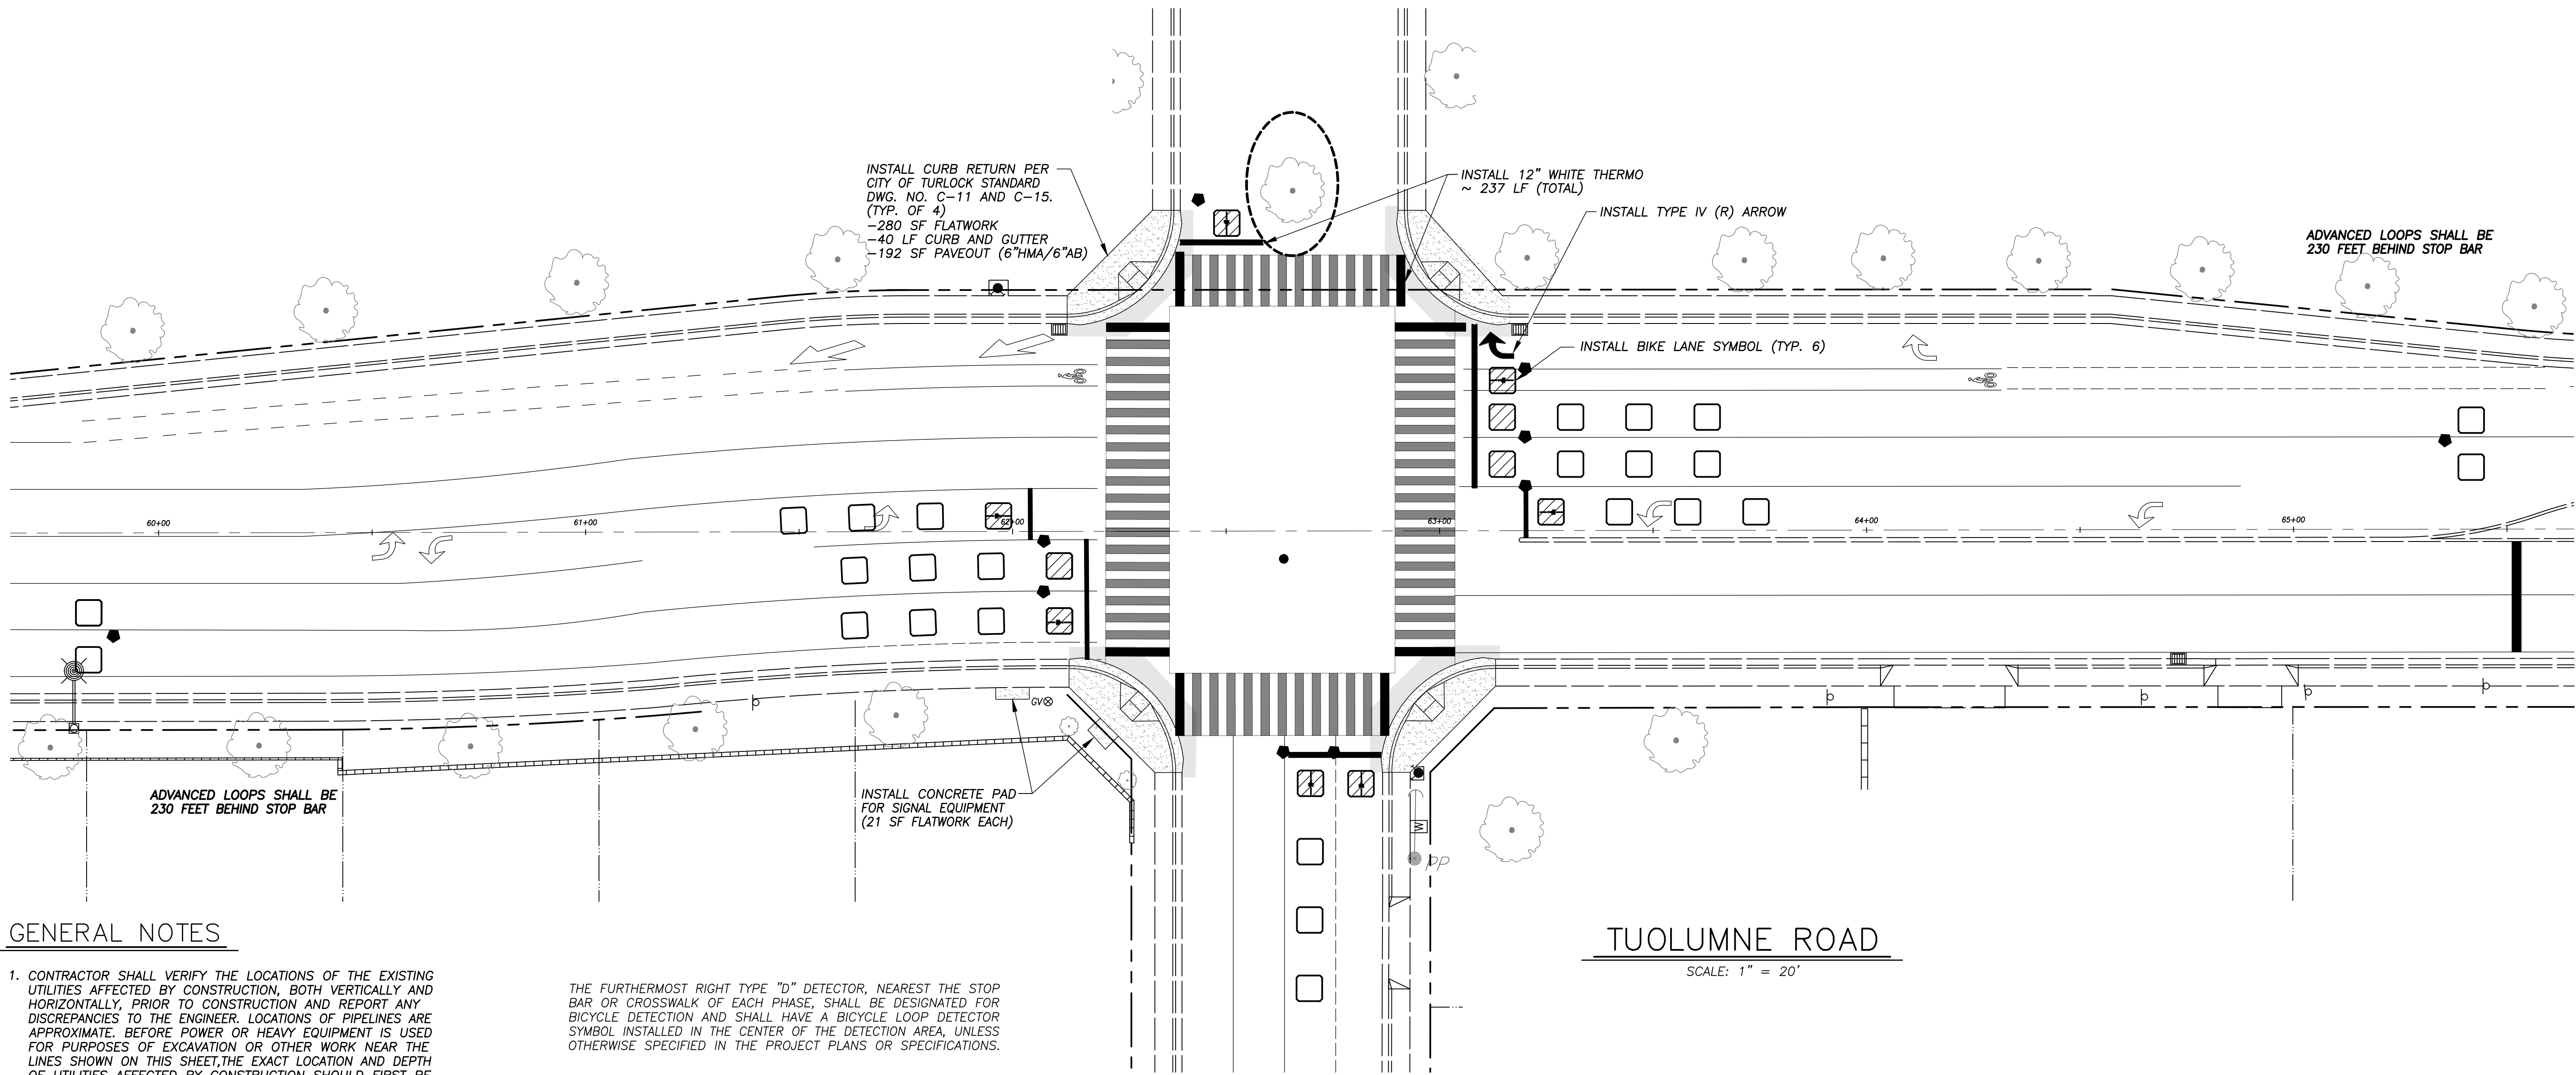 INSTALL CURB RETURN PER
CITY OF TURLOCK STANDARD
DWG. NO. C-11 AND C-15.
(TYP. OF 4)
-280 SF FLATWORK
-40 LF CURB AND GUTTER
-192 SF PAVEOUT (6"HMA/6"AB)
INSTALL 12" WHITE THERMO
~ 237 LF (TOTAL)
INSTALL TYPE IV (R) ARROW
ADVANCED LOOPS SHALL BE
230 FEET BEHIND STOP BAR
INSTALL BIKE LANE SYMBOL (TYP. 6)
60+00
61+00
62+00
63+00
64+00
65+00
GV
ADVANCED LOOPS SHALL BE
230 FEET BEHIND STOP BAR
INSTALL CONCRETE PAD
FOR SIGNAL EQUIPMENT
(21 SF FLATWORK EACH)
W
PP
GENERAL NOTES
1. CONTRACTOR SHALL VERIFY THE LOCATIONS OF THE EXISTING
UTILITIES AFFECTED BY CONSTRUCTION, BOTH VERTICALLY AND
HORIZONTALLY, PRIOR TO CONSTRUCTION AND REPORT ANY
DISCREPANCIES TO THE ENGINEER. LOCATIONS OF PIPELINES ARE
APPROXIMATE. BEFORE POWER OR HEAVY EQUIPMENT IS USED
FOR PURPOSES OF EXCAVATION OR OTHER WORK NEAR THE
LINES SHOWN ON THIS SHEET,THE EXACT LOCATION AND DEPTH
OF UTILITIES AFFECTED BY CONSTRUCTION SHOULD FIRST BE
THE FURTHERMOST RIGHT TYPE "D" DETECTOR, NEAREST THE STOP
BAR OR CROSSWALK OF EACH PHASE, SHALL BE DESIGNATED FOR
BICYCLE DETECTION AND SHALL HAVE A BICYCLE LOOP DETECTOR
SYMBOL INSTALLED IN THE CENTER OF THE DETECTION AREA, UNLESS
OTHERWISE SPECIFIED IN THE PROJECT PLANS OR SPECIFICATIONS.
TUOLUMNE ROAD
SCALE: 1" = 20'